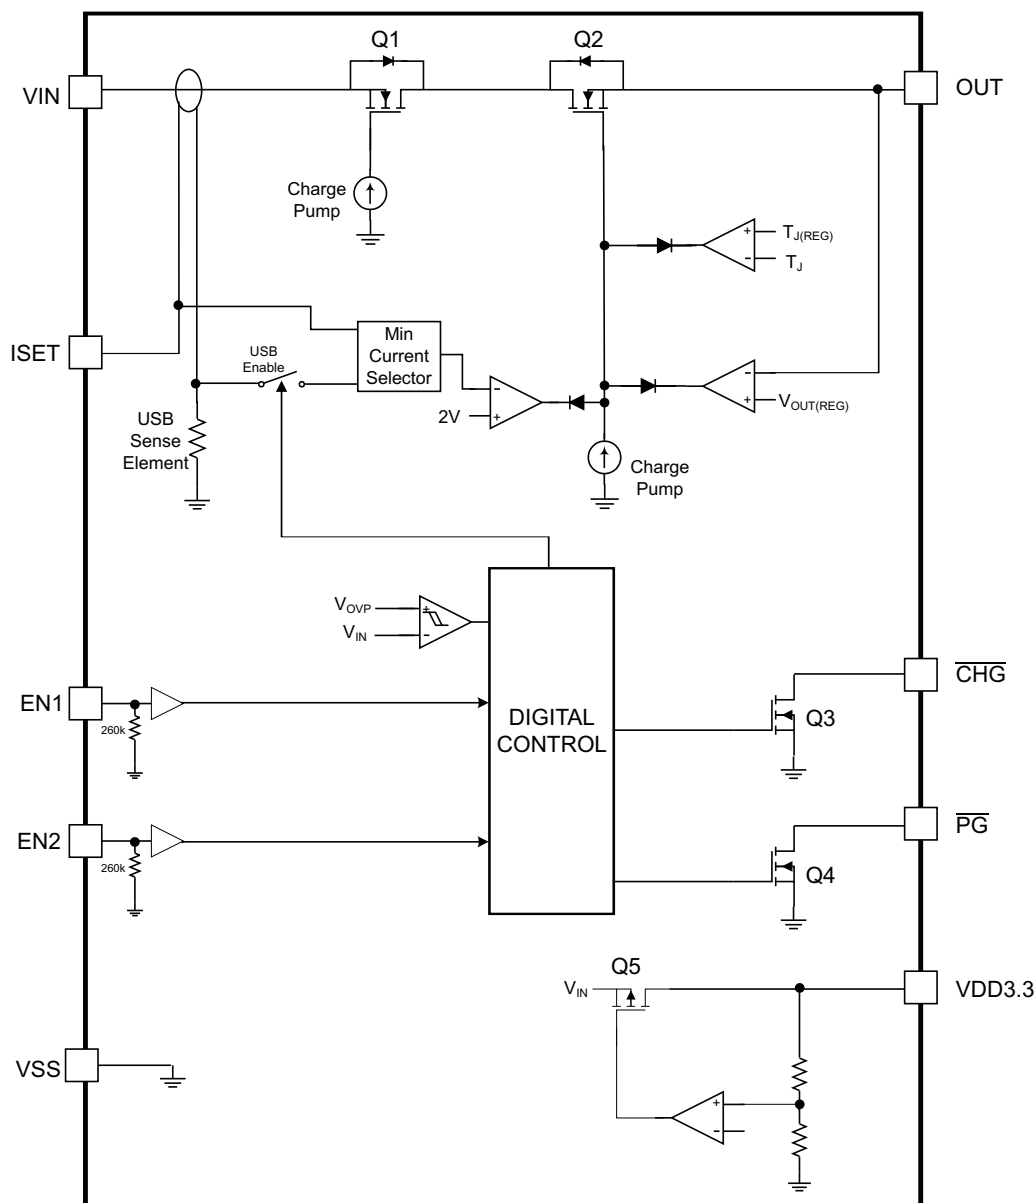 Q1
Q2
VIN
OUT
Charge
Pump
+
T_J(REG)
-
T_J
ISET
USB
Enable
Min
Current
Selector
-
+
2V
-
+
V_OUT(REG)
USB
Sense
Element
Charge
Pump
V_OVP
+
V_IN
-
C̅H̅G̅
EN1
260k
DIGITAL
CONTROL
Q3
P̅G̅
EN2
260k
Q4
Q5
V_IN
VDD3.3
VSS
+
-